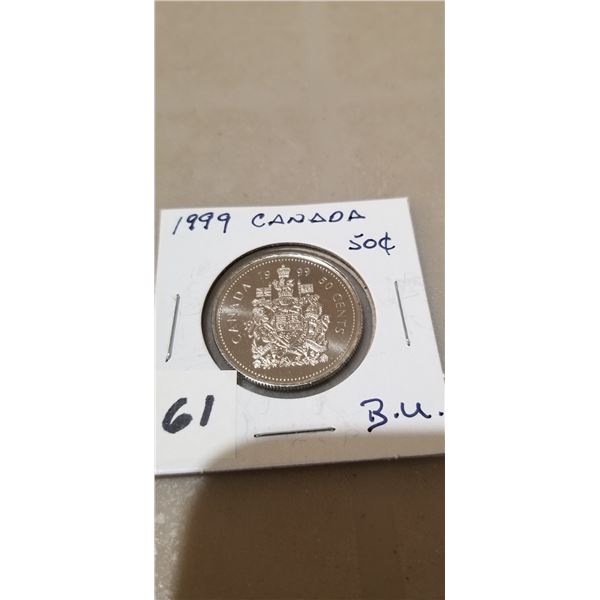 1999 CANADA
50¢
CANADA 19 99 50 CENTS
61
B.U.